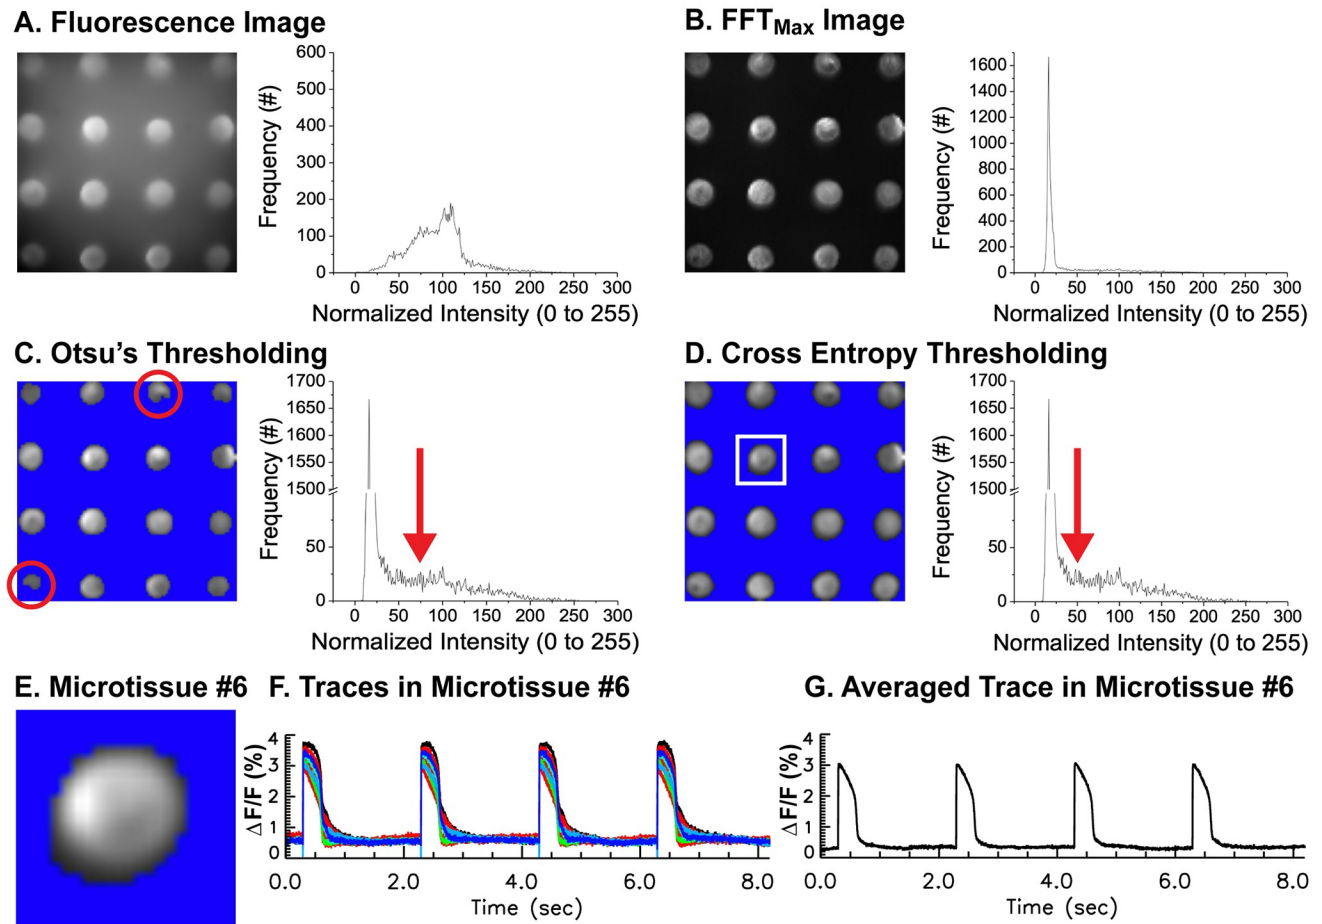 A. Fluorescence Image
600
500
400
300
200
100
0
Frequency (#)
0 50 100 150 200 250 300
Normalized Intensity (0 to 255)
B. FFTMax Image
1600
1400
1200
1000
800
600
400
200
0
Frequency (#)
0 50 100 150 200 250 300
Normalized Intensity (0 to 255)
C. Otsu's Thresholding
1700
1650
1600
1550
1500
50
0
Frequency (#)
0 50 100 150 200 250 300
Normalized Intensity (0 to 255)
D. Cross Entropy Thresholding
1700
1650
1600
1550
1500
50
0
Frequency (#)
0 50 100 150 200 250 300
Normalized Intensity (0 to 255)
E. Microtissue #6
F. Traces in Microtissue #6
4
3
2
1
0
ΔF/F (%)
0.0 2.0 4.0 6.0 8.0
Time (sec)
G. Averaged Trace in Microtissue #6
4
3
2
1
0
ΔF/F (%)
0.0 2.0 4.0 6.0 8.0
Time (sec)